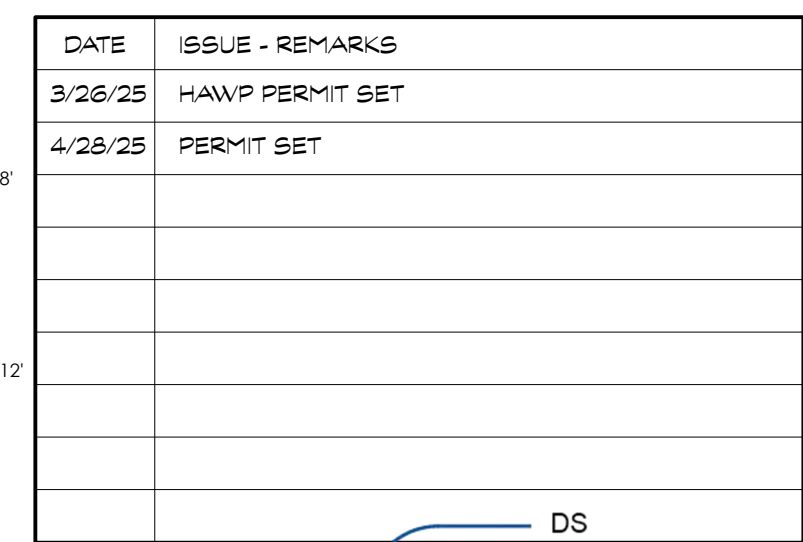 DATE ISSUE - REMARKS
3/26/25 HAWP PERMIT SET
4/28/25 PERMIT SET
8'
12'
DS